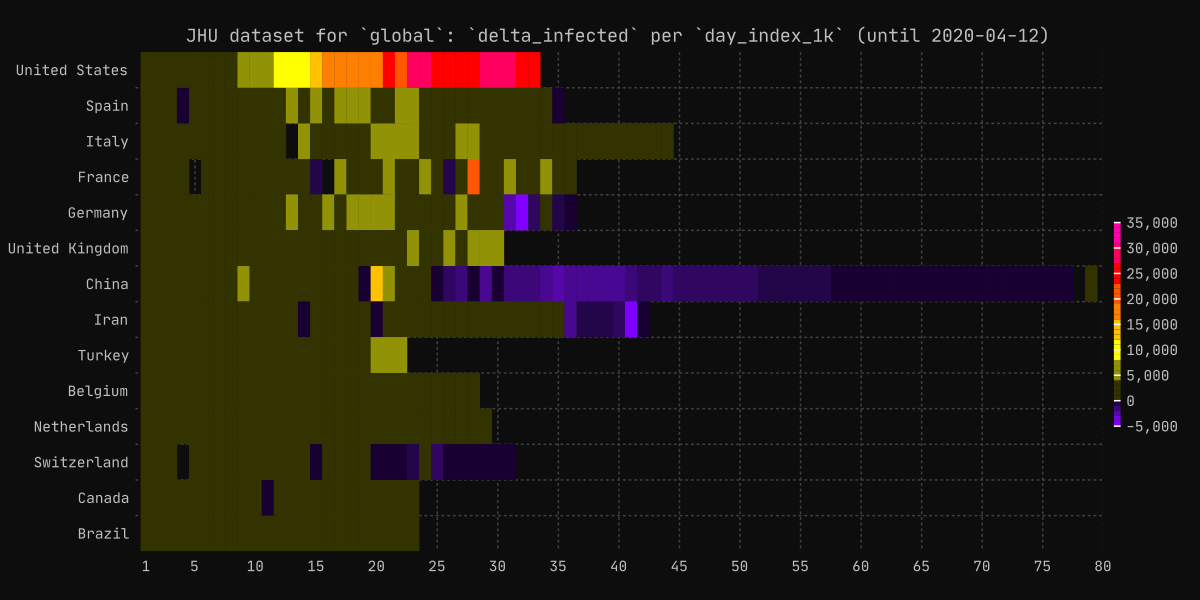 JHU dataset for `global`: `delta_infected` per `day_index_1k` (until 2020-04-12)
United States
Spain
Italy
France
Germany
United Kingdom
China
Iran
Turkey
Belgium
Netherlands
Switzerland
Canada
Brazil
1 5 10 15 20 25 30 35 40 45 50 55 60 65 70 75 80
35,000
30,000
25,000
20,000
15,000
10,000
5,000
0
-5,000